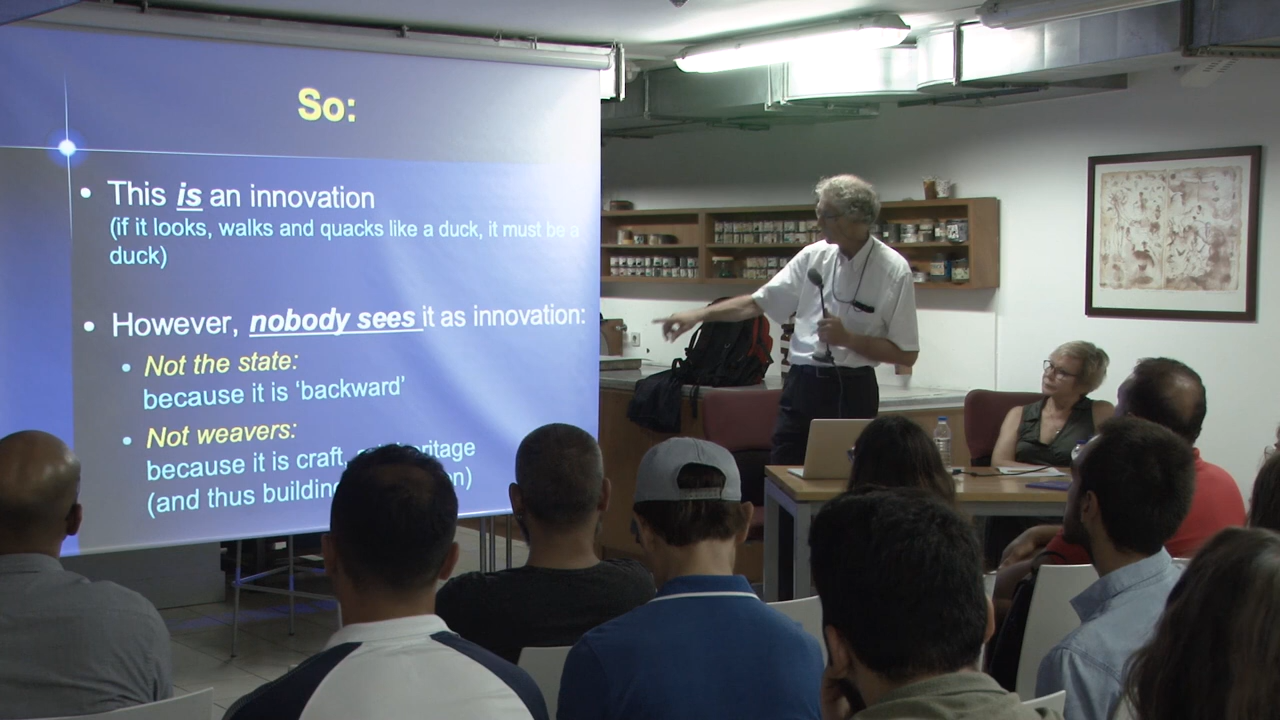 So:
• This is an innovation
(if it looks, walks and quacks like a duck, it must be a
duck)
• However, nobody sees it as innovation:
• Not the state:
because it is ‘backward’
• Not weavers:
because it is craft,
(and thus